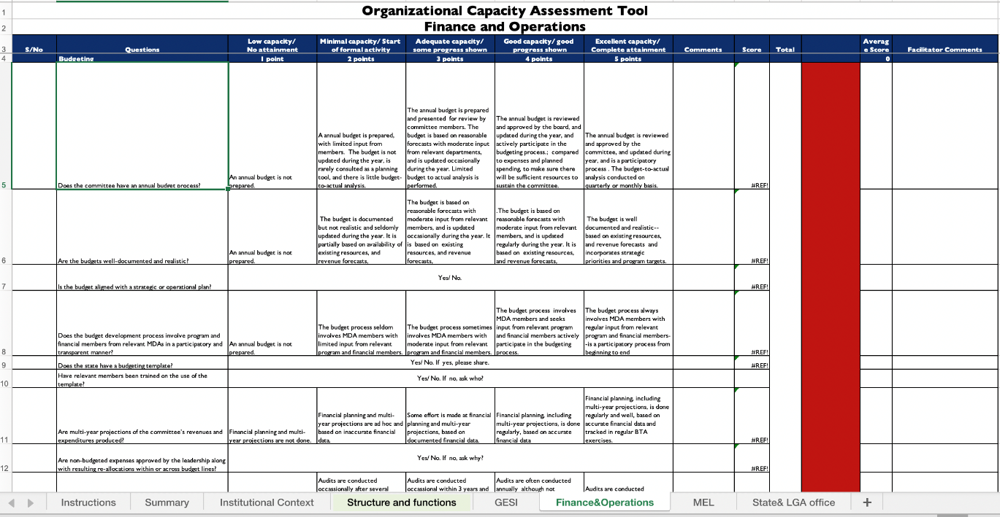 Organizational Capacity Assessment Tool
Finance and Operations
S/No
Questions
Low capacity/
No attainment
Minimal capacity/ Start
of formal activity
Adequate capacity/
some progress shown
Good capacity/ good
progress shown
Excellent capacity/
Complete attainment
Comments
Score
Total
Averag
e Score
Facilitator Comments
Budgeting
1 point
2 points
3 points
4 points
5 points
0
1
2
3
4
5
Does the committee have an annual budget process?
An annual budget is not
prepared.
A annual budget is prepared,
with limited input from
members. The budget is not
updated during the year, is
rarely consulted as a planning
tool, and there is little budget-
to-actual analysis.
The annual budget is prepared
and presented for review by
committee members. The
budget is based on reasonable
forecasts with moderate input
from relevant departments,
and is updated occasionally
during the year. Limited
budget to actual analysis is
performed.
The annual budget is reviewed
and approved by the board, and
updated during the year, and
actively participate in the
budgeting process.; compared
to expenses and planned
spending, to make sure there
will be sufficient resources to
sustain the committee.
The annual budget is reviewed
and approved by the
committee, and updated during
year, and is a participatory
process . The budget-to-actual
analysis conducted on
quarterly or monthly basis.
#REF!
6
Are the budgets well-documented and realistic?
An annual budget is not
prepared.
The budget is documented
but not realistic and seldomly
updated during the year. It is
partially based on availability of
existing resources, and
revenue forecasts,
The budget is based on
reasonable forecasts with
moderate input from relevant
members, and is updated
occasionally during the year. It
is based on existing
resources, and revenue
forecasts,
.The budget is based on
reasonable forecasts with
moderate input from relevant
members, and is updated
regularly during the year. It is
based on existing resources,
and revenue forecasts,
The budget is well
documented and realistic--
based on existing resources,
and revenue forecasts and
incorporates strategic
priorities and program targets.
#REF!
7
Is the budget aligned with a strategic or operational plan?
Yes/ No.
#REF!
8
Does the budget development process involve program and
financial members from relevant MDAs in a participatory and
transparent manner?
An annual budget is not
prepared.
The budget process seldom
involves MDA members with
limited input from relevant
program and financial members.
The budget process sometimes
involves MDA members with
moderate input from relevant
program and financial members.
The budget process involves
MDA members and seeks
input from relevant program
and financial members actively
participate in the budgeting
process.
The budget process always
involves MDA members with
regular input from relevant
program and financial members-
-is a participatory process from
beginning to end
#REF!
9
Does the state have a budgeting template?
Yes/ No. If yes, please share.
#REF!
10
Have relevant members been trained on the use of the
template?
Yes/ No. If no, ask who?
11
Are multi-year projections of the committee's revenues and
expenditures produced?
Financial planning and multi-
year projections are not done.
Financial planning and multi-
year projections are ad hoc and
based on inaccurate financial
data.
Some effort is made at financial
planning and multi-year
projections, based on
documented financial data.
Financial planning, including
multi-year projections, is done
regularly, based on accurate
financial data
Financial planning, including
multi-year projections, is done
regularly and well, based on
accurate financial data and
tracked in regular BTA
exercises.
#REF!
12
Are non-budgeted expenses approved by the leadership along
with resulting re-allocations within or across budget lines?
Yes/ No. If no, ask why?
#REF!
Audits are conducted
occassionally after several
Audits are conducted
occassional within 3 years and
Audits are often conducted
annually although not
Audits are conducted
Instructions
Summary
Institutional Context
Structure and functions
GESI
Finance&Operations
MEL
State& LGA office
+